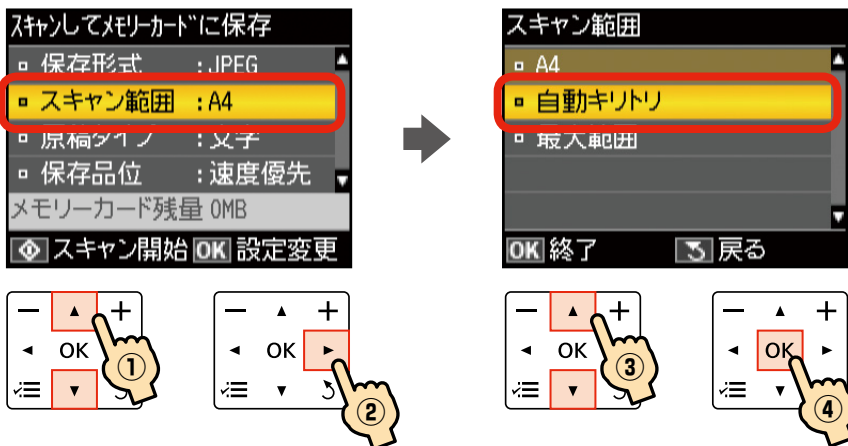 スキャンしてメモリーカードに保存
保存形式 :JPEG
スキャン範囲 :A4
原稿タイプ :文字
保存品位 :速度優先
メモリーカード残量 0MB
スキャン開始 OK 設定変更
スキャン範囲
A4
自動キリトリ
最大範囲
OK 終了 戻る
OK
①
OK
②
OK
③
OK
④